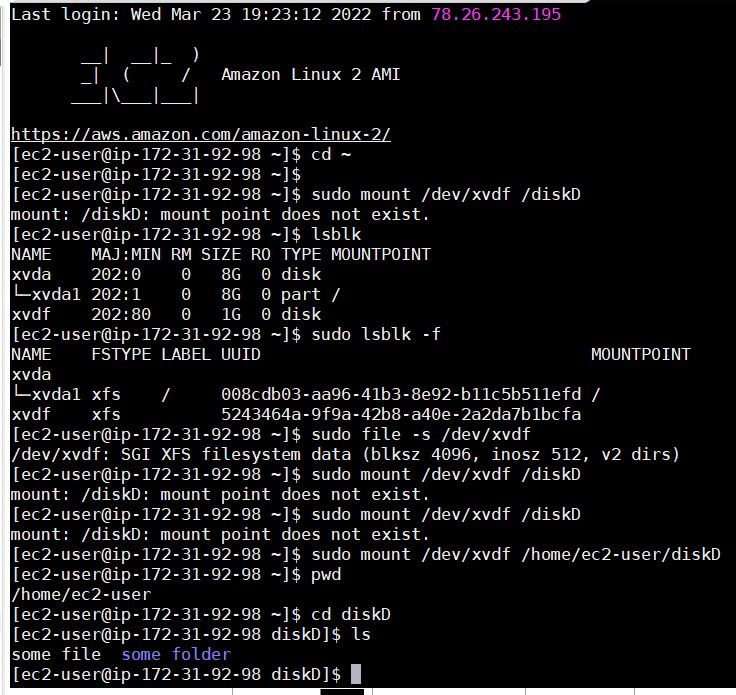 Last login: Wed Mar 23 19:23:12 2022 from 78.26.243.195
       __|  __|_  )
       _|  (     /   Amazon Linux 2 AMI
      ___|\___|___|
https://aws.amazon.com/amazon-linux-2/
[ec2-user@ip-172-31-92-98 ~]$ cd ~
[ec2-user@ip-172-31-92-98 ~]$
[ec2-user@ip-172-31-92-98 ~]$ sudo mount /dev/xvdf /diskD
mount: /diskD: mount point does not exist.
[ec2-user@ip-172-31-92-98 ~]$ lsblk
NAME    MAJ:MIN RM SIZE RO TYPE MOUNTPOINT
xvda    202:0    0   8G  0 disk
└─xvda1 202:1    0   8G  0 part /
xvdf    202:80   0   1G  0 disk
[ec2-user@ip-172-31-92-98 ~]$ sudo lsblk -f
NAME    FSTYPE LABEL UUID                                 MOUNTPOINT
xvda
└─xvda1 xfs    /     008cdb03-aa96-41b3-8e92-b11c5b511efd /
xvdf    xfs          5243464a-9f9a-42b8-a40e-2a2da7b1bcfa
[ec2-user@ip-172-31-92-98 ~]$ sudo file -s /dev/xvdf
/dev/xvdf: SGI XFS filesystem data (blksz 4096, inosz 512, v2 dirs)
[ec2-user@ip-172-31-92-98 ~]$ sudo mount /dev/xvdf /diskD
mount: /diskD: mount point does not exist.
[ec2-user@ip-172-31-92-98 ~]$ sudo mount /dev/xvdf /diskD
mount: /diskD: mount point does not exist.
[ec2-user@ip-172-31-92-98 ~]$ sudo mount /dev/xvdf /home/ec2-user/diskD
[ec2-user@ip-172-31-92-98 ~]$ pwd
/home/ec2-user
[ec2-user@ip-172-31-92-98 ~]$ cd diskD
[ec2-user@ip-172-31-92-98 diskD]$ ls
some file  some folder
[ec2-user@ip-172-31-92-98 diskD]$